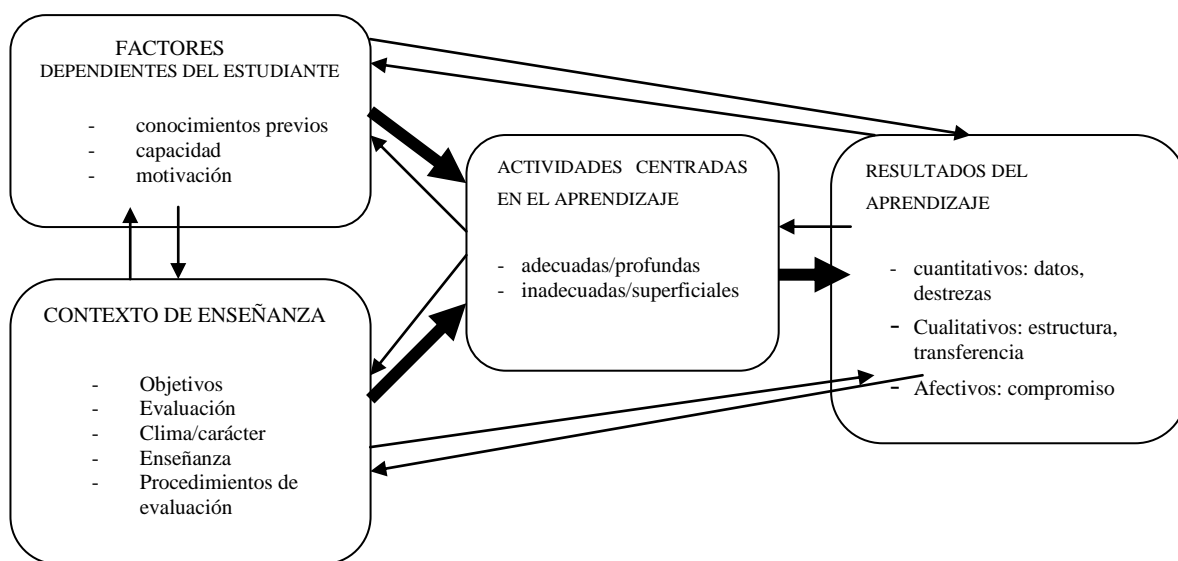 FACTORES
DEPENDIENTES DEL ESTUDIANTE
- conocimientos previos
- capacidad
- motivación
CONTEXTO DE ENSEÑANZA
- Objetivos
- Evaluación
- Clima/carácter
- Enseñanza
- Procedimientos de
evaluación
ACTIVIDADES CENTRADAS
EN EL APRENDIZAJE
- adecuadas/profundas
- inadecuadas/superficiales
RESULTADOS DEL
APRENDIZAJE
- cuantitativos: datos,
destrezas
- Cualitativos: estructura,
transferencia
- Afectivos: compromiso